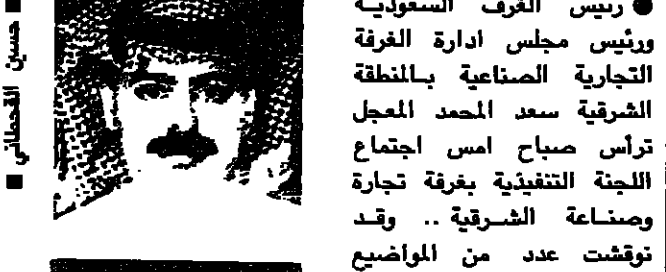 ● رئيس الغرف السعودية
ورئيس مجلس ادارة الغرفة
التجارية الصناعية بالمنطقة
الشرقية سعد المحمد المعجل
ترأس صباح امس اجتماع
اللجنة التنفيذية بغرفة تجارة
وصناعة الشرقية .. وقد
نوقشت عدد من المواضيع
■ حسين القحطاني ■